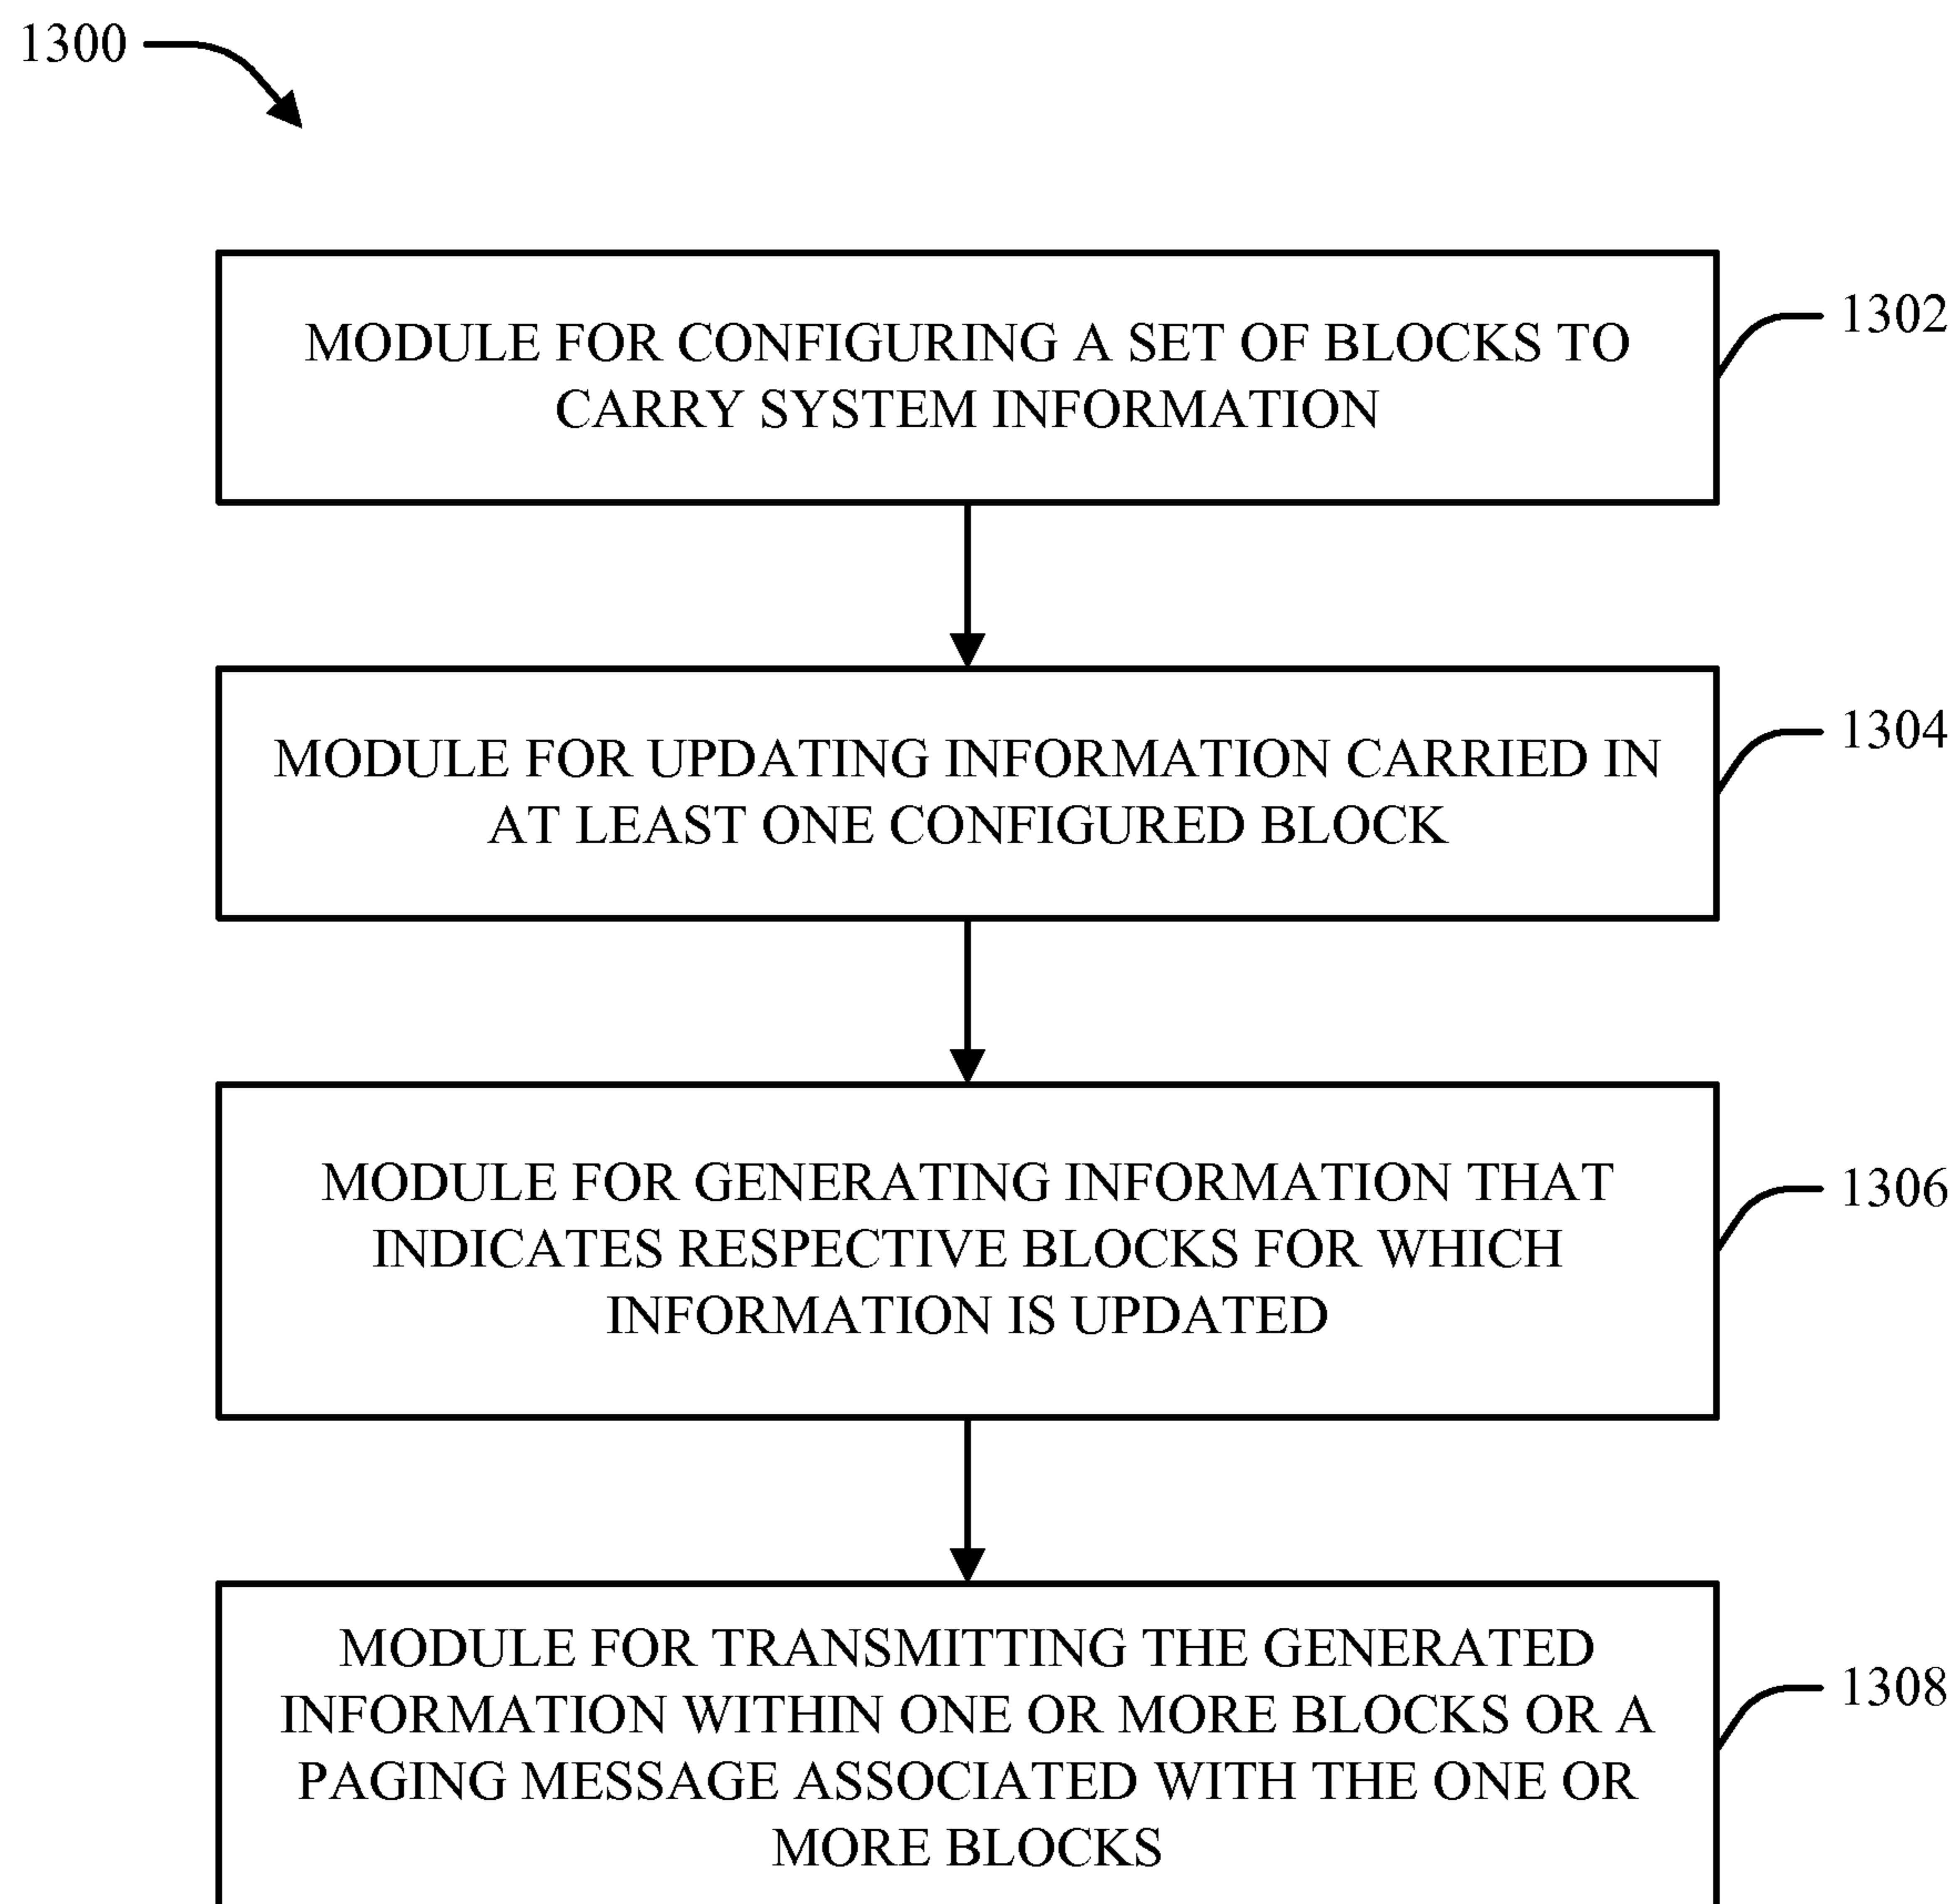 1300
MODULE FOR CONFIGURING A SET OF BLOCKS TO
CARRY SYSTEM INFORMATION
1302
MODULE FOR UPDATING INFORMATION CARRIED IN
AT LEAST ONE CONFIGURED BLOCK
1304
MODULE FOR GENERATING INFORMATION THAT
INDICATES RESPECTIVE BLOCKS FOR WHICH
INFORMATION IS UPDATED
1306
MODULE FOR TRANSMITTING THE GENERATED
INFORMATION WITHIN ONE OR MORE BLOCKS OR A
PAGING MESSAGE ASSOCIATED WITH THE ONE OR
MORE BLOCKS
1308